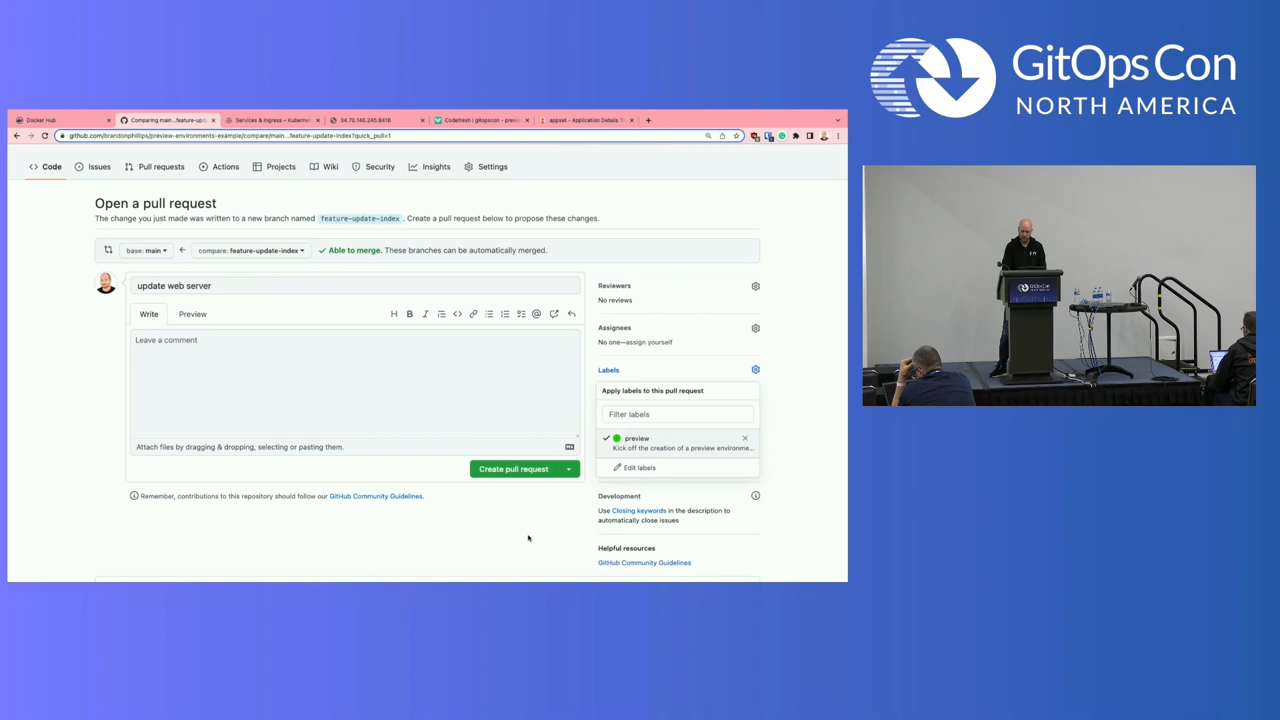 GitOpsCon
NORTH AMERICA
Docker Hub
Comparing main...feature-upd
Services & Ingress – Kubern
34.70.140.245:8418
Codefresh | gitopscon - prev
appset - Application Details T
github.com/brandonphillips/preview-environments-example/compare/main...feature-update-index?quick_pull=1
Code
Issues
Pull requests
Actions
Projects
Wiki
Security
Insights
Settings
Open a pull request
The change you just made was written to a new branch named feature-update-index. Create a pull request below to propose these changes.
base: main
compare: feature-update-index
Able to merge. These branches can be automatically merged.
update web server
Write
Preview
Leave a comment
Attach files by dragging & dropping, selecting or pasting them.
Create pull request
Remember, contributions to this repository should follow our GitHub Community Guidelines.
Reviewers
No reviews
Assignees
No one—assign yourself
Labels
Apply labels to this pull request
Filter labels
preview
Kick off the creation of a preview environme...
Edit labels
Development
Use Closing keywords in the description to
automatically close issues
Helpful resources
GitHub Community Guidelines